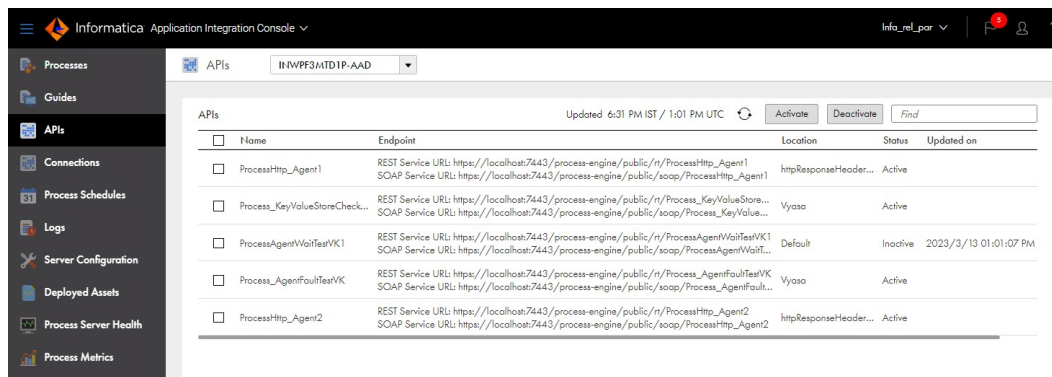 Informatica Application Integration Console
Infa_rel_par
5
Processes
Guides
APIs
Connections
31
Process Schedules
Logs
Server Configuration
Deployed Assets
Process Server Health
Process Metrics
APIs
INWPF3MTD1P-AAD
APIs
Updated 6:31 PM IST / 1:01 PM UTC
Activate
Deactivate
Find
Name Endpoint Location Status Updated on
ProcessHttp_Agent1 REST Service URL: https://localhost:7443/process-engine/public/rt/ProcessHttp_Agent1 httpResponseHeader... Active
SOAP Service URL: https://localhost:7443/process-engine/public/soap/ProcessHttp_Agent1
Process_KeyValueStoreCheck... REST Service URL: https://localhost:7443/process-engine/public/rt/Process_KeyValueStore... Vyasa Active
SOAP Service URL: https://localhost:7443/process-engine/public/soap/Process_KeyValue...
ProcessAgentWaitTestVK1 REST Service URL: https://localhost:7443/process-engine/public/rt/ProcessAgentWaitTestVK1 Default Inactive 2023/3/13 01:01:07 PM
SOAP Service URL: https://localhost:7443/process-engine/public/soap/ProcessAgentWaitT...
Process_AgentFaultTestVK REST Service URL: https://localhost:7443/process-engine/public/rt/Process_AgentFaultTestVK Vyasa Active
SOAP Service URL: https://localhost:7443/process-engine/public/soap/Process_AgentFault...
ProcessHttp_Agent2 REST Service URL: https://localhost:7443/process-engine/public/rt/ProcessHttp_Agent2 httpResponseHeader... Active
SOAP Service URL: https://localhost:7443/process-engine/public/soap/ProcessHttp_Agent2